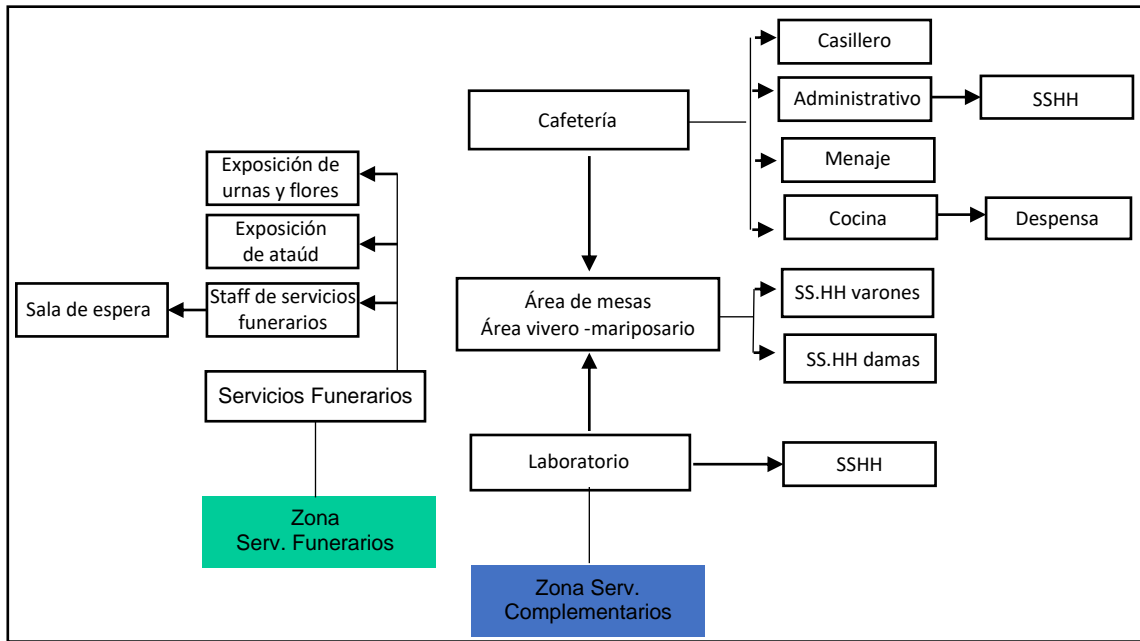 Casillero
Administrativo
SSHH
Cafetería
Menaje
Exposición de
urnas y flores
Cocina
Despensa
Exposición
de ataúd
Sala de espera
Staff de servicios
funerarios
Área de mesas
Área vivero -mariposario
SS.HH varones
SS.HH damas
Servicios Funerarios
Laboratorio
SSHH
Zona
Serv. Funerarios
Zona Serv.
Complementarios